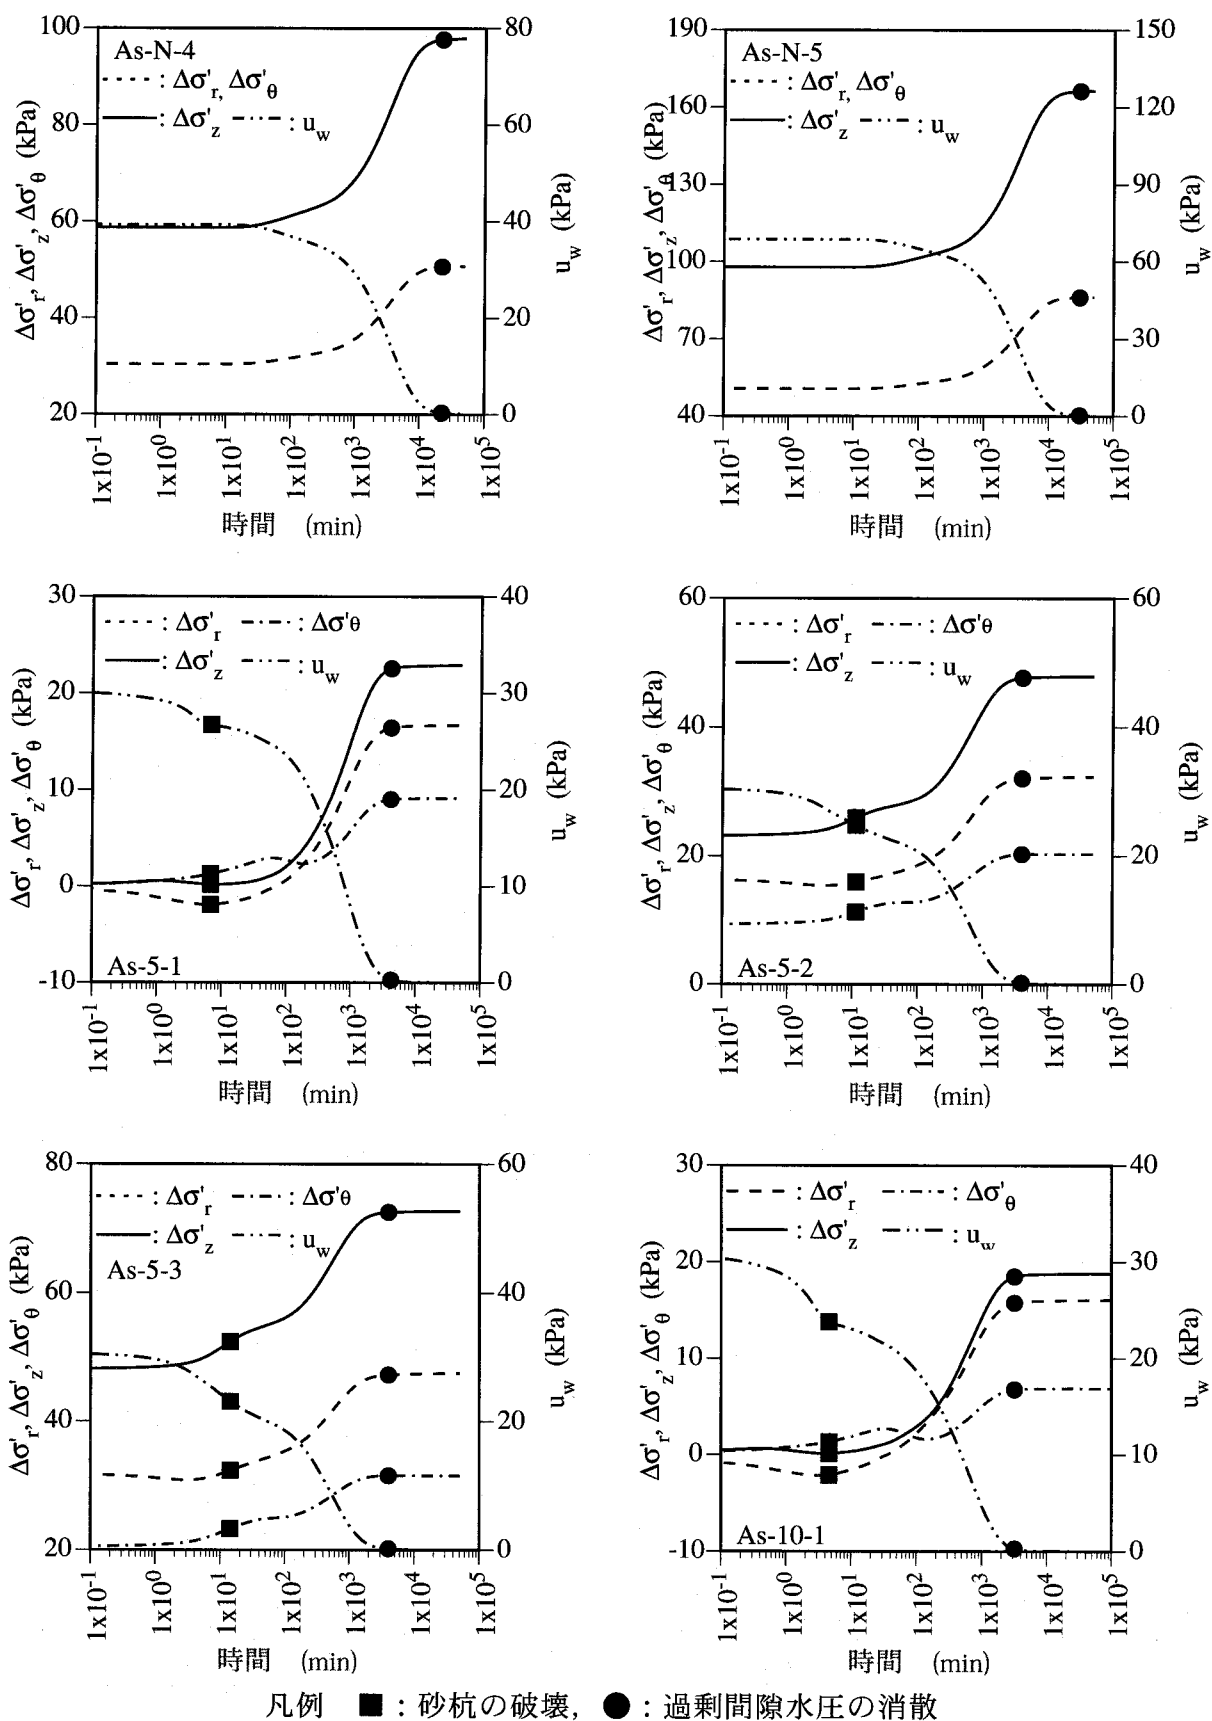 As-N-4
: Δσ'r, Δσ'θ
: Δσ'z
: uw
100
80
60
40
20
Δσ'r, Δσ'z, Δσ'θ (kPa)
80
60
40
20
0
uw (kPa)
1x10-1
1x100
1x101
1x102
1x103
1x104
1x105
時間 (min)
As-N-5
: Δσ'r, Δσ'θ
: Δσ'z
: uw
190
160
130
100
70
40
Δσ'r, Δσ'z, Δσ'θ (kPa)
150
120
90
60
30
0
uw (kPa)
1x10-1
1x100
1x101
1x102
1x103
1x104
1x105
時間 (min)
: Δσ'r
: Δσ'θ
: Δσ'z
: uw
As-5-1
30
20
10
0
-10
Δσ'r, Δσ'z, Δσ'θ (kPa)
40
30
20
10
0
uw (kPa)
1x10-1
1x100
1x101
1x102
1x103
1x104
1x105
時間 (min)
: Δσ'r
: Δσ'θ
: Δσ'z
: uw
As-5-2
60
40
20
0
Δσ'r, Δσ'z, Δσ'θ (kPa)
60
40
20
0
uw (kPa)
1x10-1
1x100
1x101
1x102
1x103
1x104
1x105
時間 (min)
: Δσ'r
: Δσ'θ
: Δσ'z
: uw
As-5-3
80
60
40
20
Δσ'r, Δσ'z, Δσ'θ (kPa)
60
40
20
0
uw (kPa)
1x10-1
1x100
1x101
1x102
1x103
1x104
1x105
時間 (min)
: Δσ'r
: Δσ'θ
: Δσ'z
: uw
As-10-1
30
20
10
0
-10
Δσ'r, Δσ'z, Δσ'θ (kPa)
40
30
20
10
0
uw (kPa)
1x10-1
1x100
1x101
1x102
1x103
1x104
1x105
時間 (min)
凡例 ■ : 砂杭の破壊, ● : 過剰間隙水圧の消散